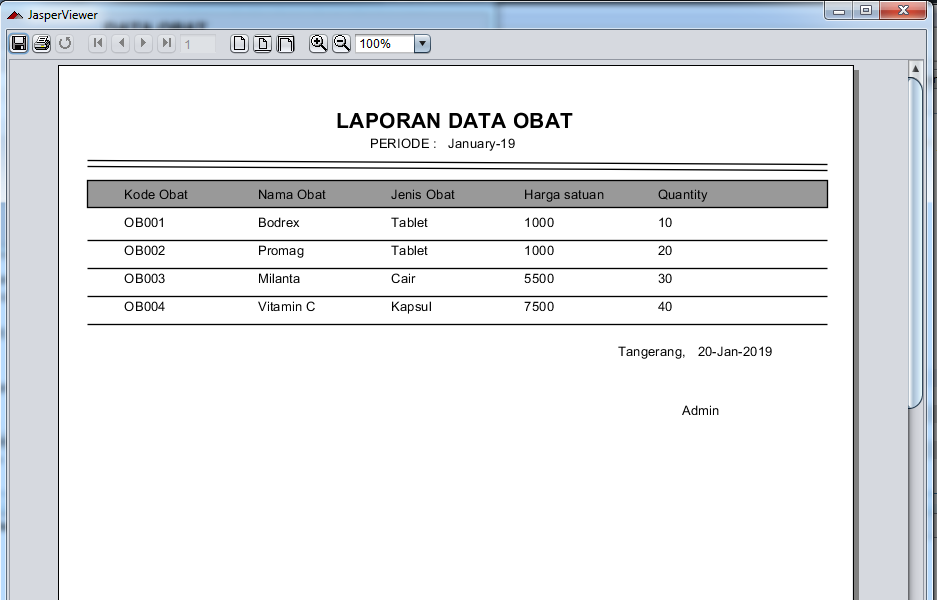 JasperViewer
1
100%
LAPORAN DATA OBAT
PERIODE : January-19
Kode Obat Nama Obat Jenis Obat Harga satuan Quantity
OB001 Bodrex Tablet 1000 10
OB002 Promag Tablet 1000 20
OB003 Milanta Cair 5500 30
OB004 Vitamin C Kapsul 7500 40
Tangerang, 20-Jan-2019
Admin